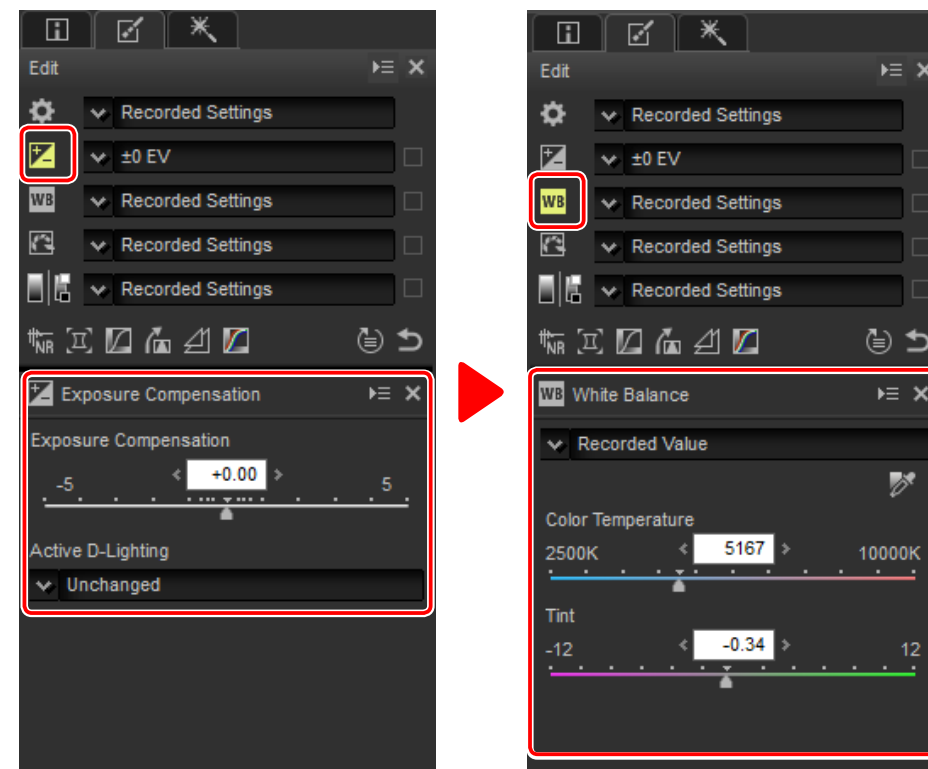 Edit
Recorded Settings
±0 EV
WB Recorded Settings
Recorded Settings
Recorded Settings
NR
Exposure Compensation
Exposure Compensation
-5 +0.00 5
Active D-Lighting
Unchanged
Edit
Recorded Settings
±0 EV
WB Recorded Settings
Recorded Settings
Recorded Settings
NR
WB White Balance
Recorded Value
Color Temperature
2500K 5167 10000K
Tint
-12 -0.34 12